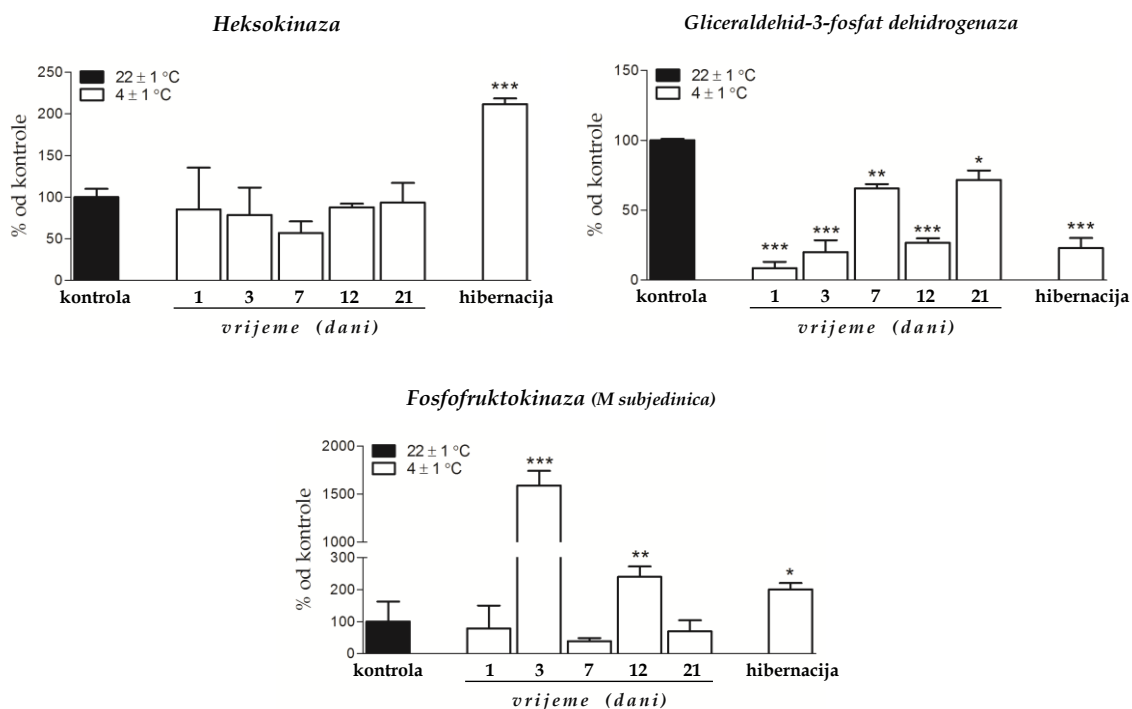 Heksokinaza
250
200
150
100
50
0
% od kontrole
22 ± 1 °C
4 ± 1 °C
***
kontrola 1 3 7 12 21 hibernacija
vrijeme (dani)
Gliceraldehid-3-fosfat dehidrogenaza
150
100
50
0
% od kontrole
22 ± 1 °C
4 ± 1 °C
*** *** ** *** * ***
kontrola 1 3 7 12 21 hibernacija
vrijeme (dani)
Fosfofruktokinaza (M subjedinica)
2000
1500
1000
300
200
100
0
% od kontrole
22 ± 1 °C
4 ± 1 °C
*** ** *
kontrola 1 3 7 12 21 hibernacija
vrijeme (dani)